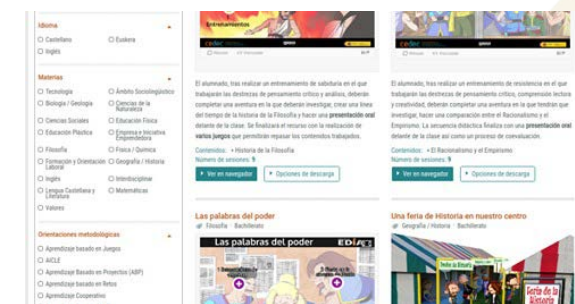 Idioma
Castellano
Euskera
Inglés
Materias
Tecnología
Ámbito Sociolingüístico
Biología / Geología
Ciencias de la Naturaleza
Ciencias Sociales
Educación Física
Educación Plástica
Empresa e Iniciativa Emprendedora
Filosofía
Física / Química
Formación y Orientación Laboral
Geografía / Historia
Inglés
Interdisciplinar
Lengua Castellana y Literatura
Matemáticas
Valores
Orientaciones metodológicas
Aprendizaje basado en Juegos
AICLE
Aprendizaje Basado en Proyectos (ABP)
Aprendizaje basado en Retos
Aprendizaje Cooperativo
Entrenamientos
cedec
El alumnado, tras realizar un entrenamiento de sabiduría en el que
trabajarán las destrezas de pensamiento crítico y análisis, deberán
completar una aventura en la que deberán investigar, crear una línea
del tiempo de la historia de la Filosofía y hacer una presentación oral
delante de la clase. Se finalizará el recurso con la realización de
varios juegos que permitirán repasar los contenidos trabajados.
Contenidos: • Historia de la Filosofía
Número de sesiones: 9
Ver en navegador
Opciones de descarga
Las palabras del poder
Filosofía Bachillerato
Las palabras del poder
EDIA
cedec
El alumnado, tras realizar un entrenamiento de resistencia en el que
trabajarán las destrezas de pensamiento crítico, comprensión lectora
y creatividad, deberán completar una aventura en la que tendrán que
investigar, hacer una comparación entre el Racionalismo y el
Empirismo. La secuencia didáctica finaliza con una presentación oral
delante de la clase así como un proceso de coevaluación.
Contenidos: • El Racionalismo y el Empirismo
Número de sesiones: 9
Ver en navegador
Opciones de descarga
Una feria de Historia en nuestro centro
Geografía / Historia Bachillerato
Feria de la Historia